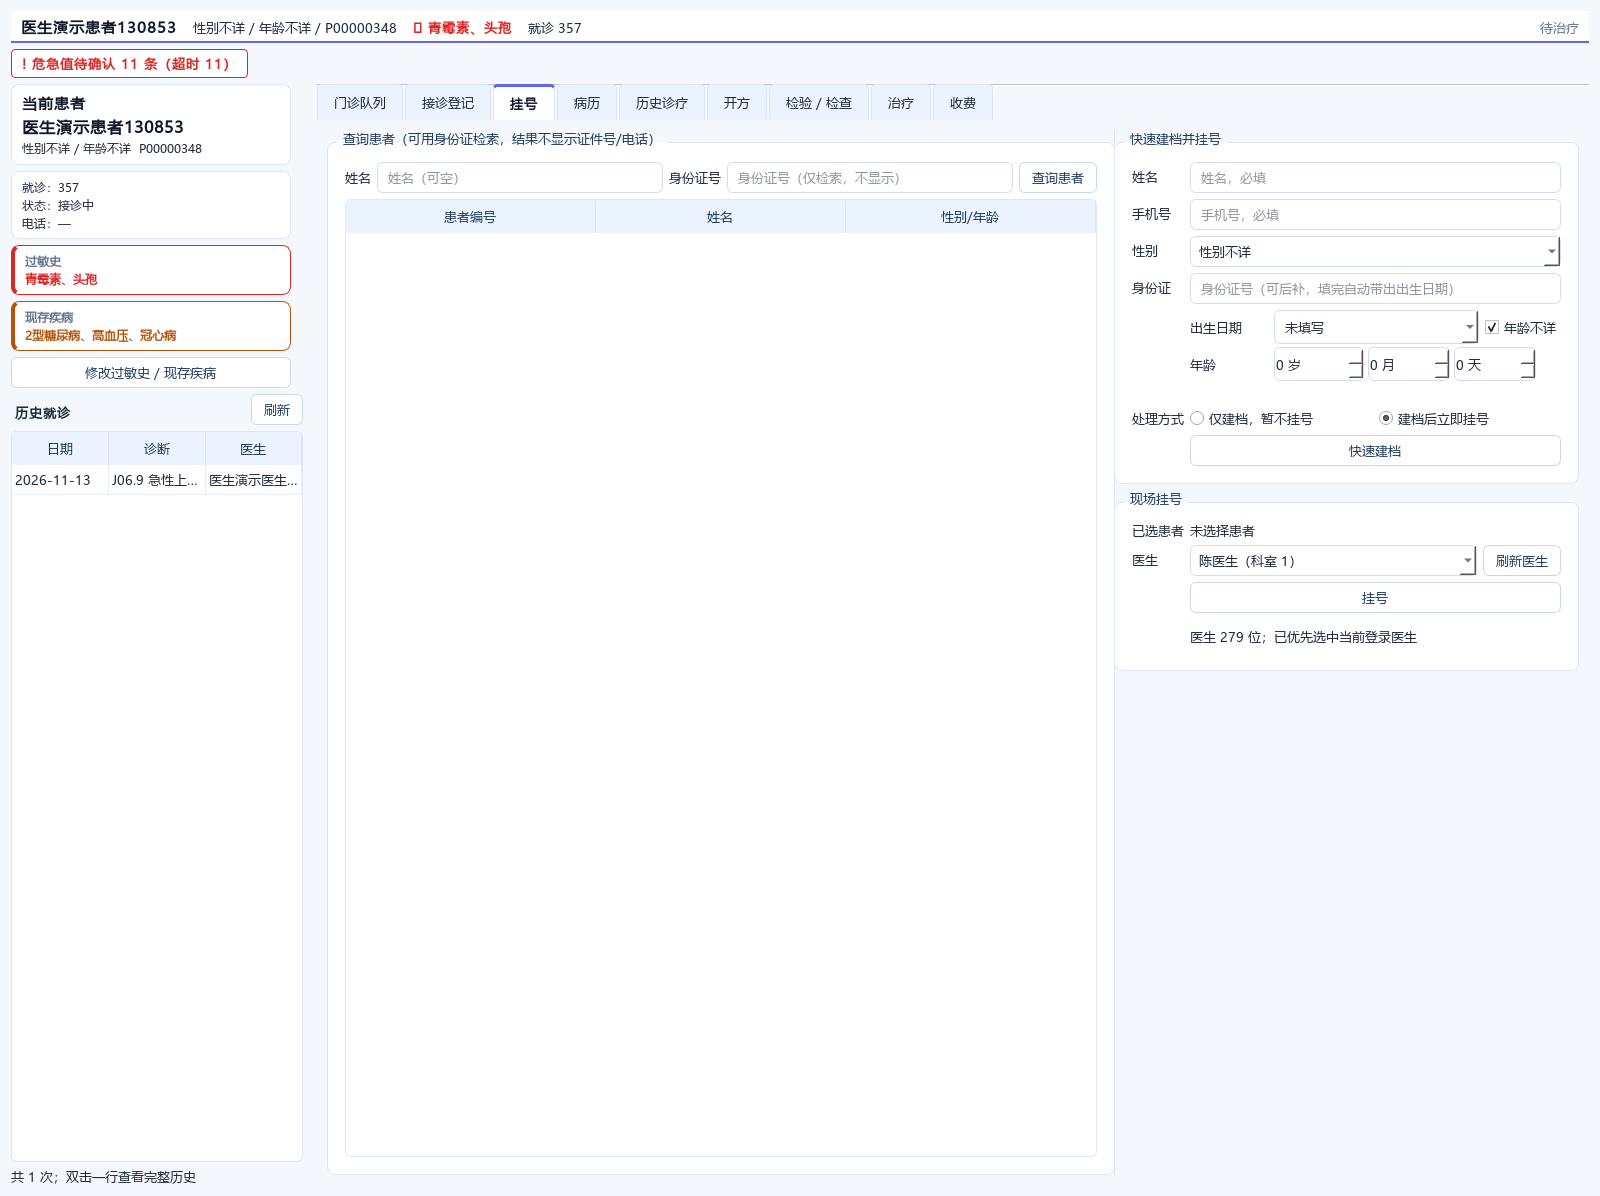 医生演示患者130853 性别不详 / 年龄不详 / P00000348 青霉素、头孢 就诊 357 待治疗
! 危急值待确认 11 条（超时 11）
当前患者
医生演示患者130853
性别不详 / 年龄不详 P00000348
就诊：357
状态：接诊中
电话：—
过敏史
青霉素、头孢
现存疾病
2型糖尿病、高血压、冠心病
修改过敏史 / 现存疾病
历史就诊 刷新
日期 诊断 医生
2026-11-13 J06.9 急性上... 医生演示医生...
共 1 次；双击一行查看完整历史
门诊队列 接诊登记 挂号 病历 历史诊疗 开方 检验 / 检查 治疗 收费
查询患者（可用身份证检索，结果不显示证件号/电话）
姓名 姓名（可空） 身份证号 身份证号（仅检索，不显示） 查询患者
患者编号 姓名 性别/年龄
快速建档并挂号
姓名 姓名，必填
手机号 手机号，必填
性别 性别不详
身份证 身份证号（可后补，填完自动带出出生日期）
出生日期 未填写 年龄不详
年龄 0 岁 0 月 0 天
处理方式 仅建档，暂不挂号 建档后立即挂号
快速建档
现场挂号
已选患者 未选择患者
医生 陈医生（科室 1） 刷新医生
挂号
医生 279 位；已优先选中当前登录医生